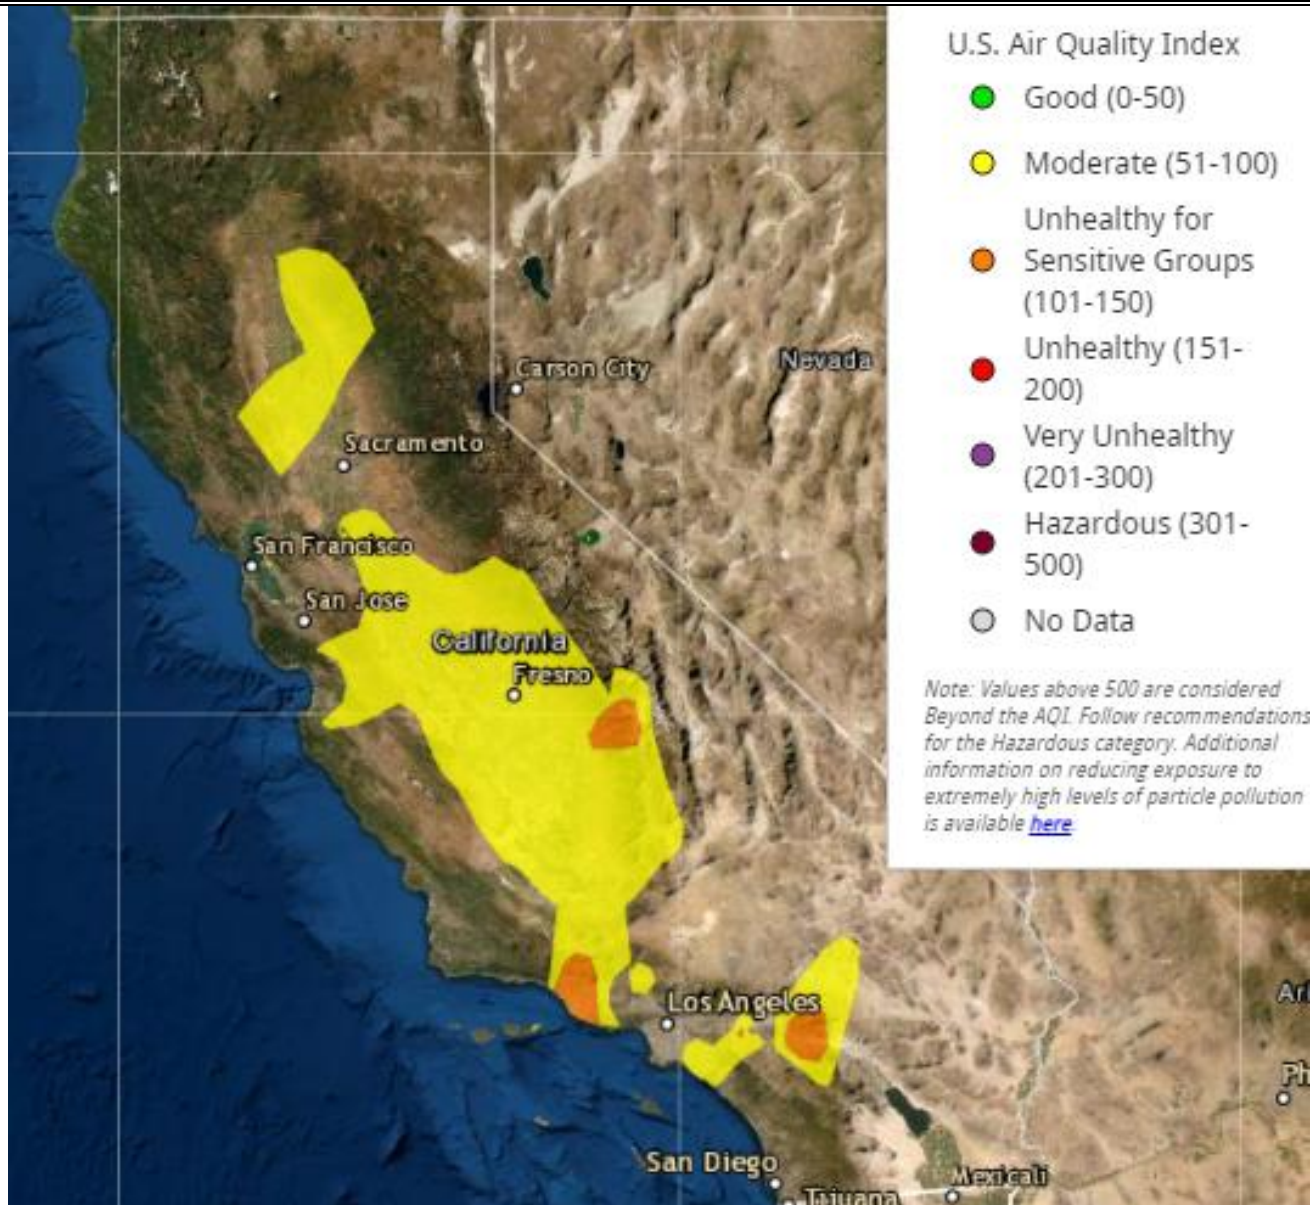 U.S. Air Quality Index
Good (0-50)
Moderate (51-100)
Unhealthy for
Sensitive Groups
(101-150)
Unhealthy (151-
200)
Very Unhealthy
(201-300)
Hazardous (301-
500)
No Data
Note: Values above 500 are considered
Beyond the AQI. Follow recommendations
for the Hazardous category. Additional
information on reducing exposure to
extremely high levels of particle pollution
is available here.
Carson City
Nevada
Sacramento
San Francisco
San Jose
California
Fresno
Los Angeles
Ari
Ph
San Diego
Mexicali
Tijuana